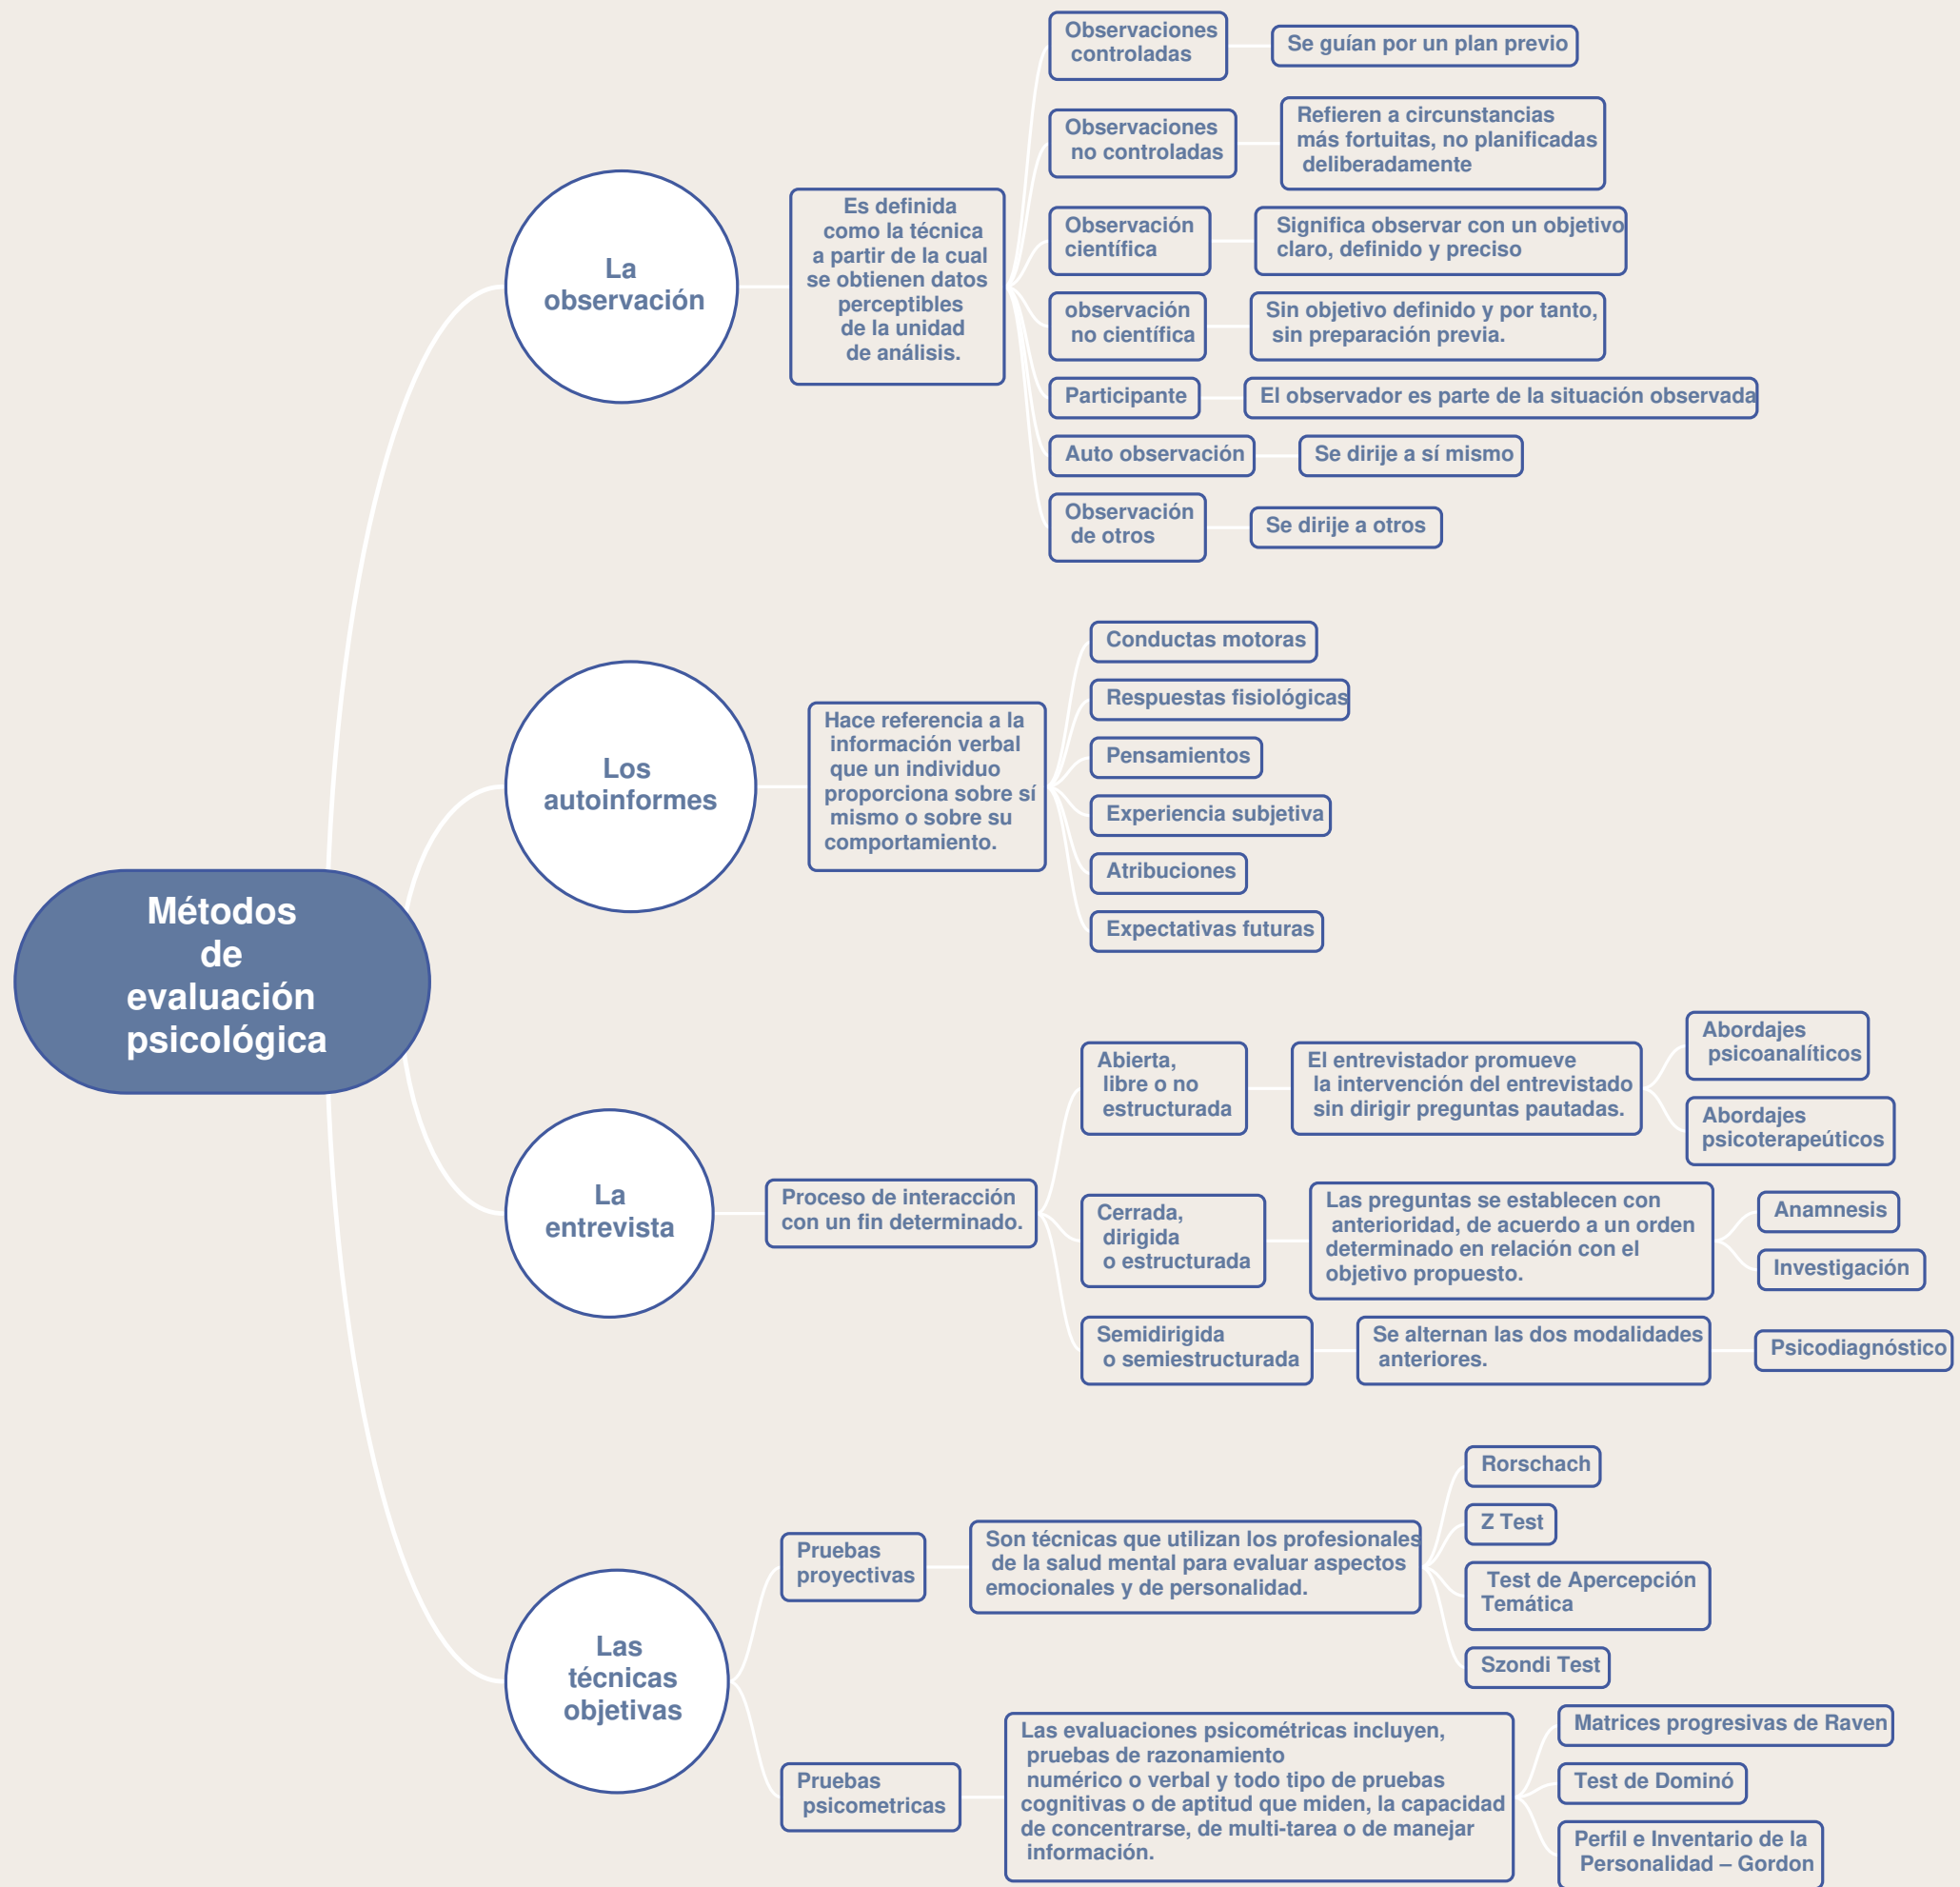 Métodos
de
evaluación
psicológica
La
observación
Es definida
como la técnica
a partir de la cual
se obtienen datos
perceptibles
de la unidad
de análisis.
Observaciones
controladas
Se guían por un plan previo
Observaciones
no controladas
Refieren a circunstancias
más fortuitas, no planificadas
deliberadamente
Observación
científica
Significa observar con un objetivo
claro, definido y preciso
observación
no científica
Sin objetivo definido y por tanto,
sin preparación previa.
Participante
El observador es parte de la situación observada
Auto observación
Se dirije a sí mismo
Observación
de otros
Se dirije a otros
Los
autoinformes
Hace referencia a la
información verbal
que un individuo
proporciona sobre sí
mismo o sobre su
comportamiento.
Conductas motoras
Respuestas fisiológicas
Pensamientos
Experiencia subjetiva
Atribuciones
Expectativas futuras
La
entrevista
Proceso de interacción
con un fin determinado.
Abierta,
libre o no
estructurada
El entrevistador promueve
la intervención del entrevistado
sin dirigir preguntas pautadas.
Abordajes
psicoanalíticos
Abordajes
psicoterapeúticos
Cerrada,
dirigida
o estructurada
Las preguntas se establecen con
anterioridad, de acuerdo a un orden
determinado en relación con el
objetivo propuesto.
Anamnesis
Investigación
Semidirigida
o semiestructurada
Se alternan las dos modalidades
anteriores.
Psicodiagnóstico
Las
técnicas
objetivas
Pruebas
proyectivas
Son técnicas que utilizan los profesionales
de la salud mental para evaluar aspectos
emocionales y de personalidad.
Rorschach
Z Test
Test de Apercepción
Temática
Szondi Test
Pruebas
psicometricas
Las evaluaciones psicométricas incluyen,
pruebas de razonamiento
numérico o verbal y todo tipo de pruebas
cognitivas o de aptitud que miden, la capacidad
de concentrarse, de multi-tarea o de manejar
información.
Matrices progresivas de Raven
Test de Dominó
Perfil e Inventario de la
Personalidad – Gordon